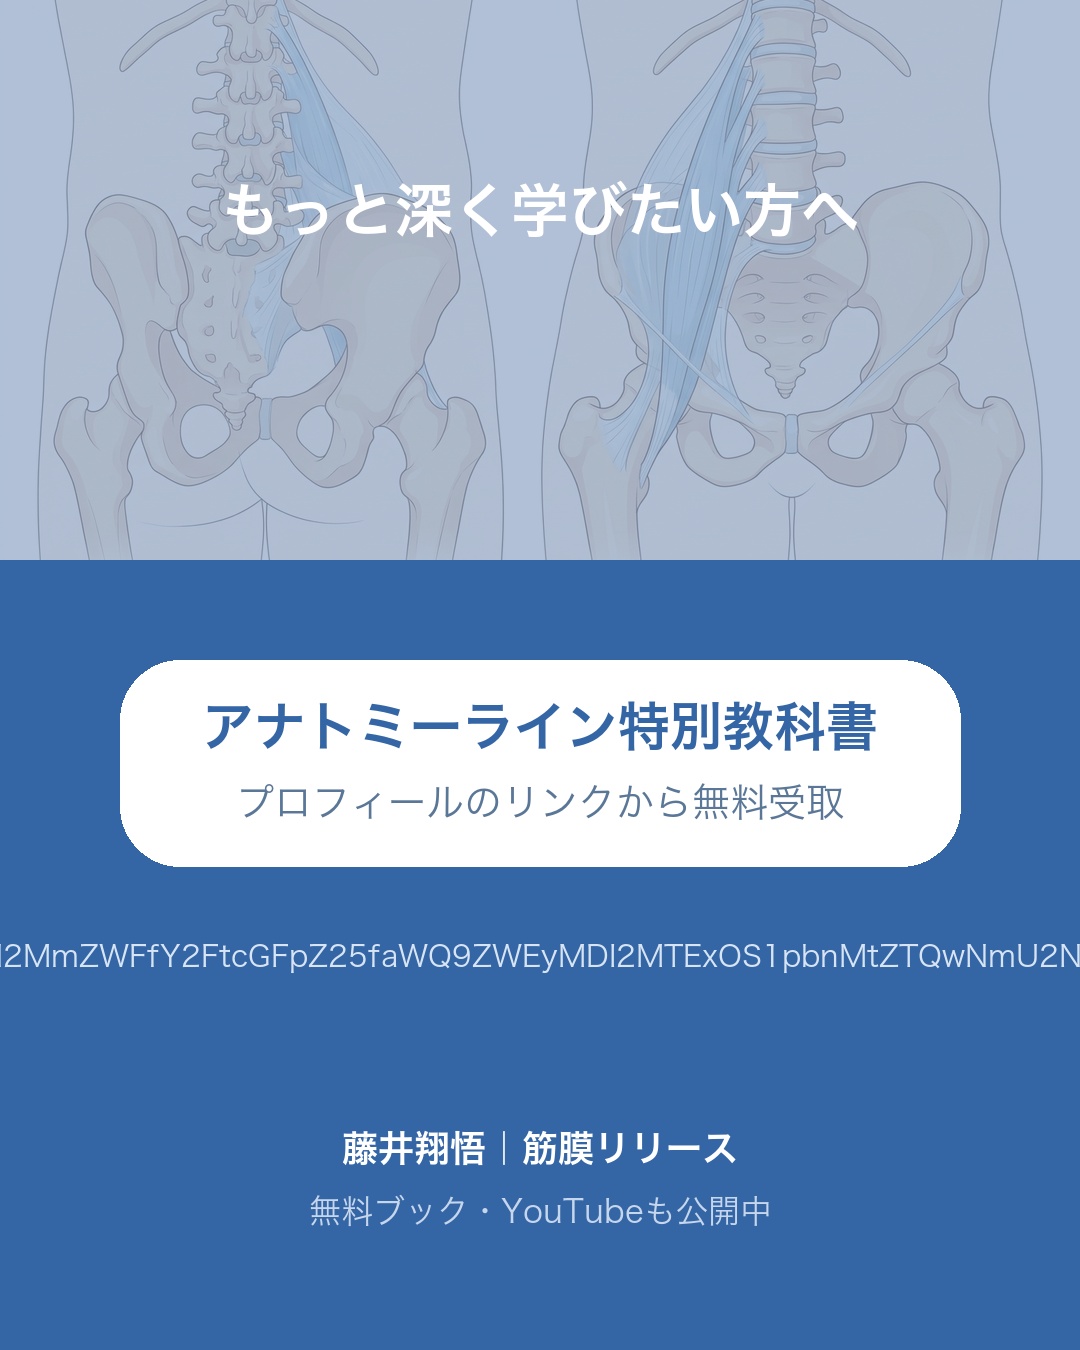 もっと深く学びたい方へ
アナトミーライン特別教科書
プロフィールのリンクから無料受取
2MmZWFfY2FtcGFpZ25faWQ9ZWEyMDl2MTExOS1pbnMtZTQwNmU2N
藤井翔悟｜筋膜リリース
無料ブック・YouTubeも公開中